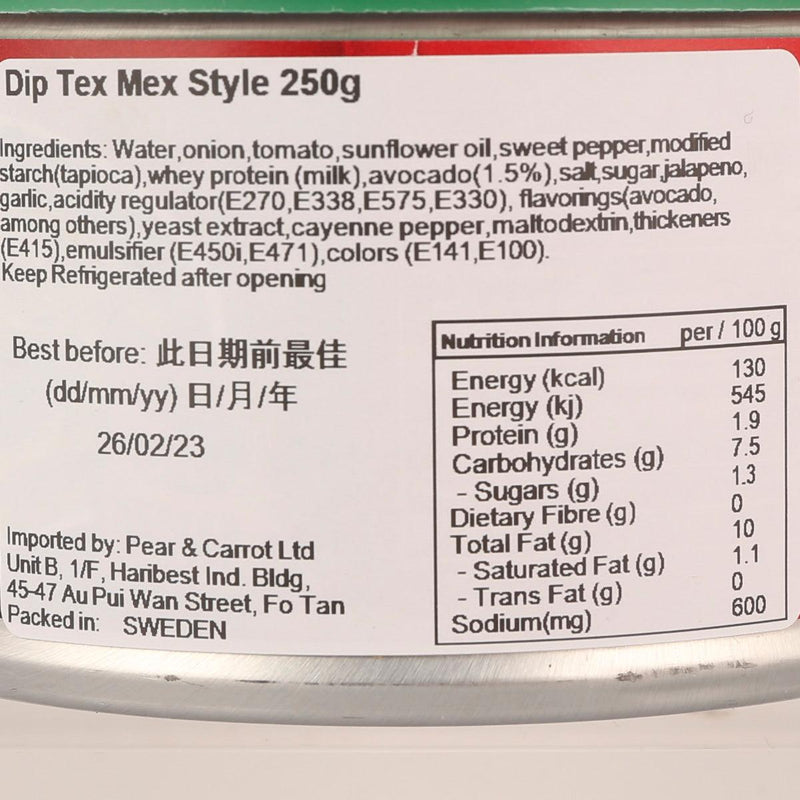 Dip Tex Mex Style 250g
Ingredients: Water,onion,tomato,sunflower oil,sweet pepper,modified
starch(tapioca),whey protein (milk),avocado(1.5%),salt,sugar,jalapeno,
garlic,acidity regulator(E270,E338,E575,E330), flavorings(avocado,
among others),yeast extract,cayenne pepper,maltodextrin,thickeners
(E415),emulsifier (E450i,E471),colors (E141,E100).
Keep Refrigerated after opening
Best before: 此日期前最佳
(dd/mm/yy) 日/月/年
26/02/23
Imported by: Pear & Carrot Ltd
Unit B, 1/F, Haribest Ind. Bldg,
45-47 Au Pui Wan Street, Fo Tan
Packed in: SWEDEN
Nutrition Information per / 100 g
Energy (kcal) 130
Energy (kj) 545
Protein (g) 1.9
Carbohydrates (g) 7.5
- Sugars (g) 1.3
Dietary Fibre (g) 0
Total Fat (g) 10
- Saturated Fat (g) 1.1
- Trans Fat (g) 0
Sodium(mg) 600